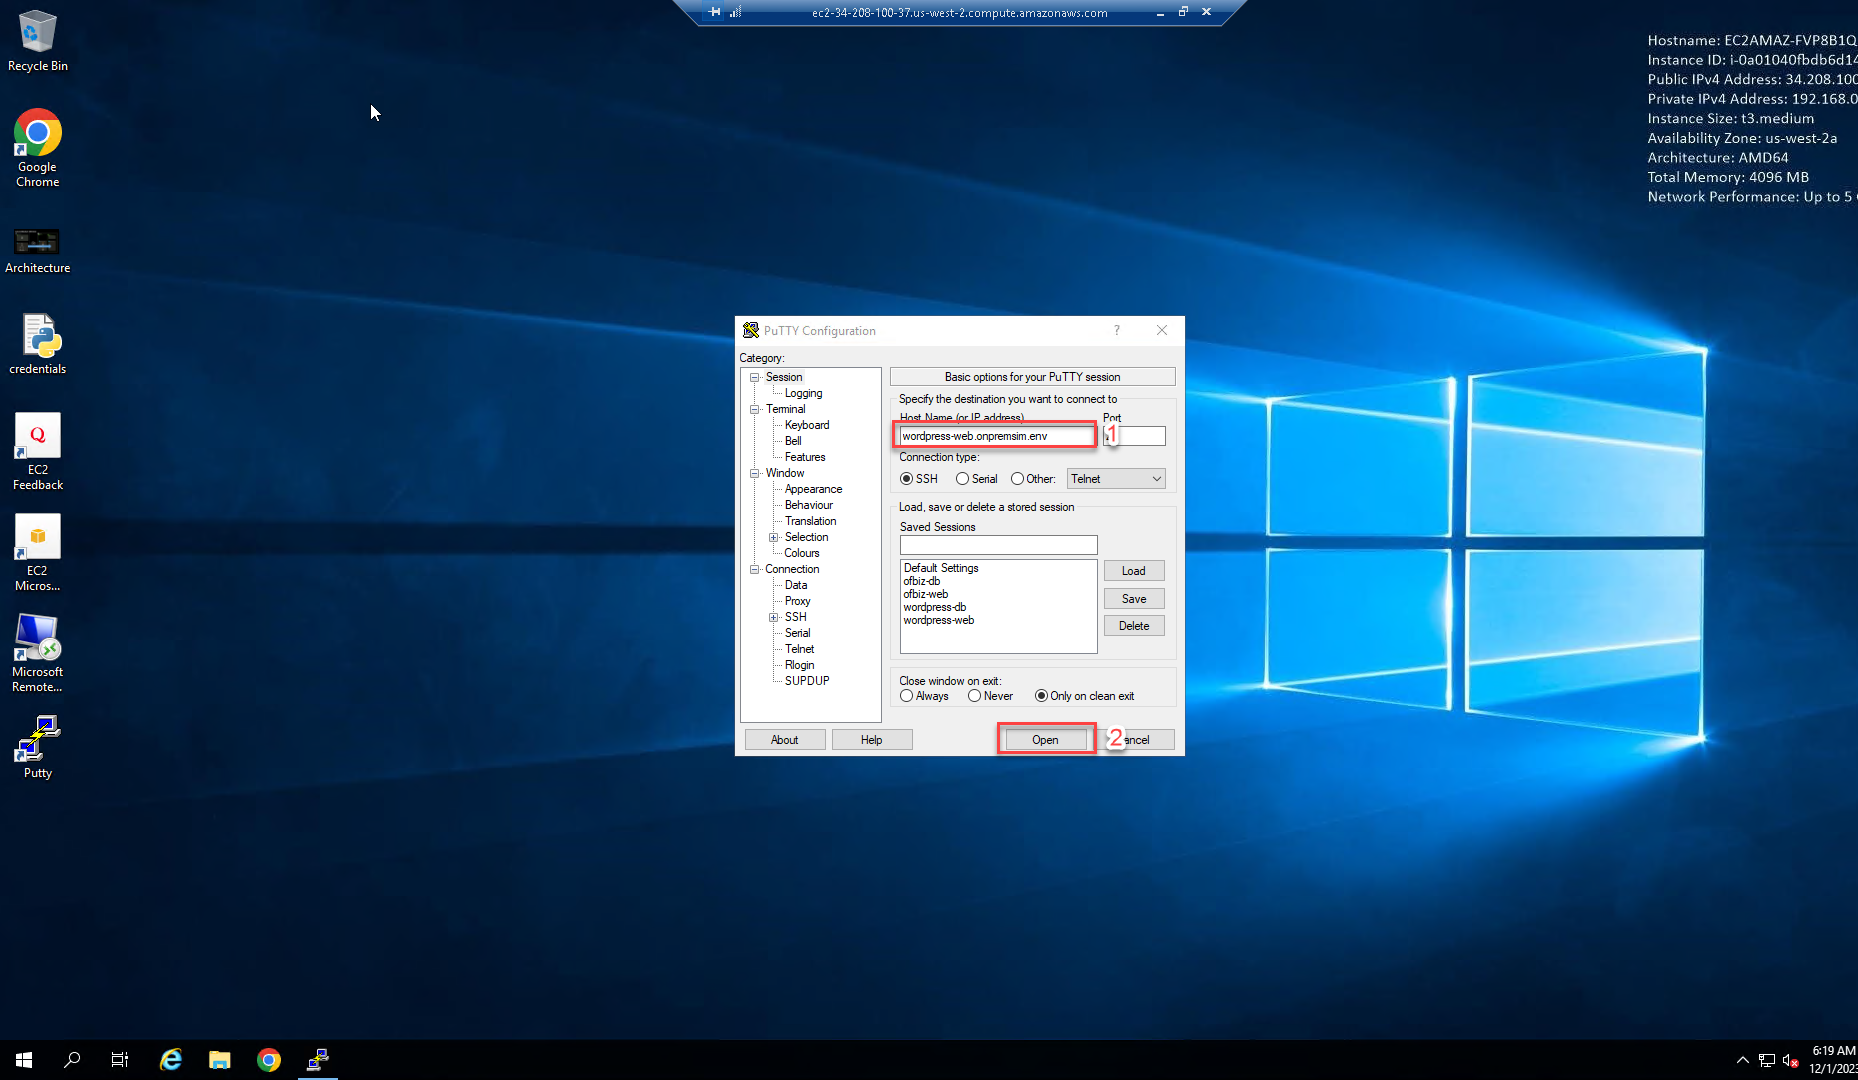 ec2-34-208-100-37.us-west-2.compute.amazonaws.com
Hostname: EC2AMAZ-FVP8B1Q
Instance ID: i-0a01040fbdb6d14
Public IPv4 Address: 34.208.100
Private IPv4 Address: 192.168.0
Instance Size: t3.medium
Availability Zone: us-west-2a
Architecture: AMD64
Total Memory: 4096 MB
Network Performance: Up to 5
Recycle Bin
Google
Chrome
Architecture
credentials
EC2
Feedback
EC2
Micros...
Microsoft
Remote...
Putty
PuTTY Configuration
?
Category:
Session
Logging
Terminal
Keyboard
Bell
Features
Window
Appearance
Behaviour
Translation
Selection
Colours
Connection
Data
Proxy
SSH
Serial
Telnet
Rlogin
SUPDUP
Basic options for your PuTTY session
Specify the destination you want to connect to
Host Name (or IP address) Port
wordpress-web.onpremsim.env 1
Connection type:
SSH Serial Other: Telnet
Load, save or delete a stored session
Saved Sessions
Default Settings
ofbiz-db
ofbiz-web
wordpress-db
wordpress-web
Load
Save
Delete
Close window on exit:
Always Never Only on clean exit
About Help Open 2 ancel
6:19 AM
12/1/2023